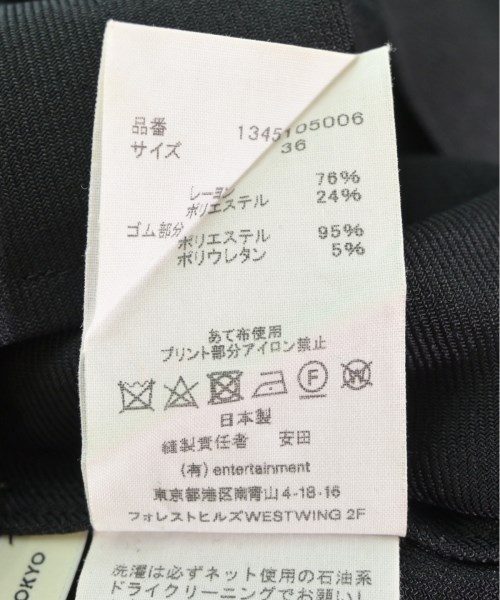 品番 1345105006
サイズ 36
レーヨン 76%
ポリエステル 24%
ゴム部分
ポリエステル 95%
ポリウレタン 5%
あて布使用
プリント部分アイロン禁止
F W
日本製
縫製責任者 安田
(有) entertainment
東京都港区南青山4-18-16
フォレストヒルズWESTWING 2F
洗濯は必ずネット使用の石油系
ドライクリーニングでお願いし
OKYO